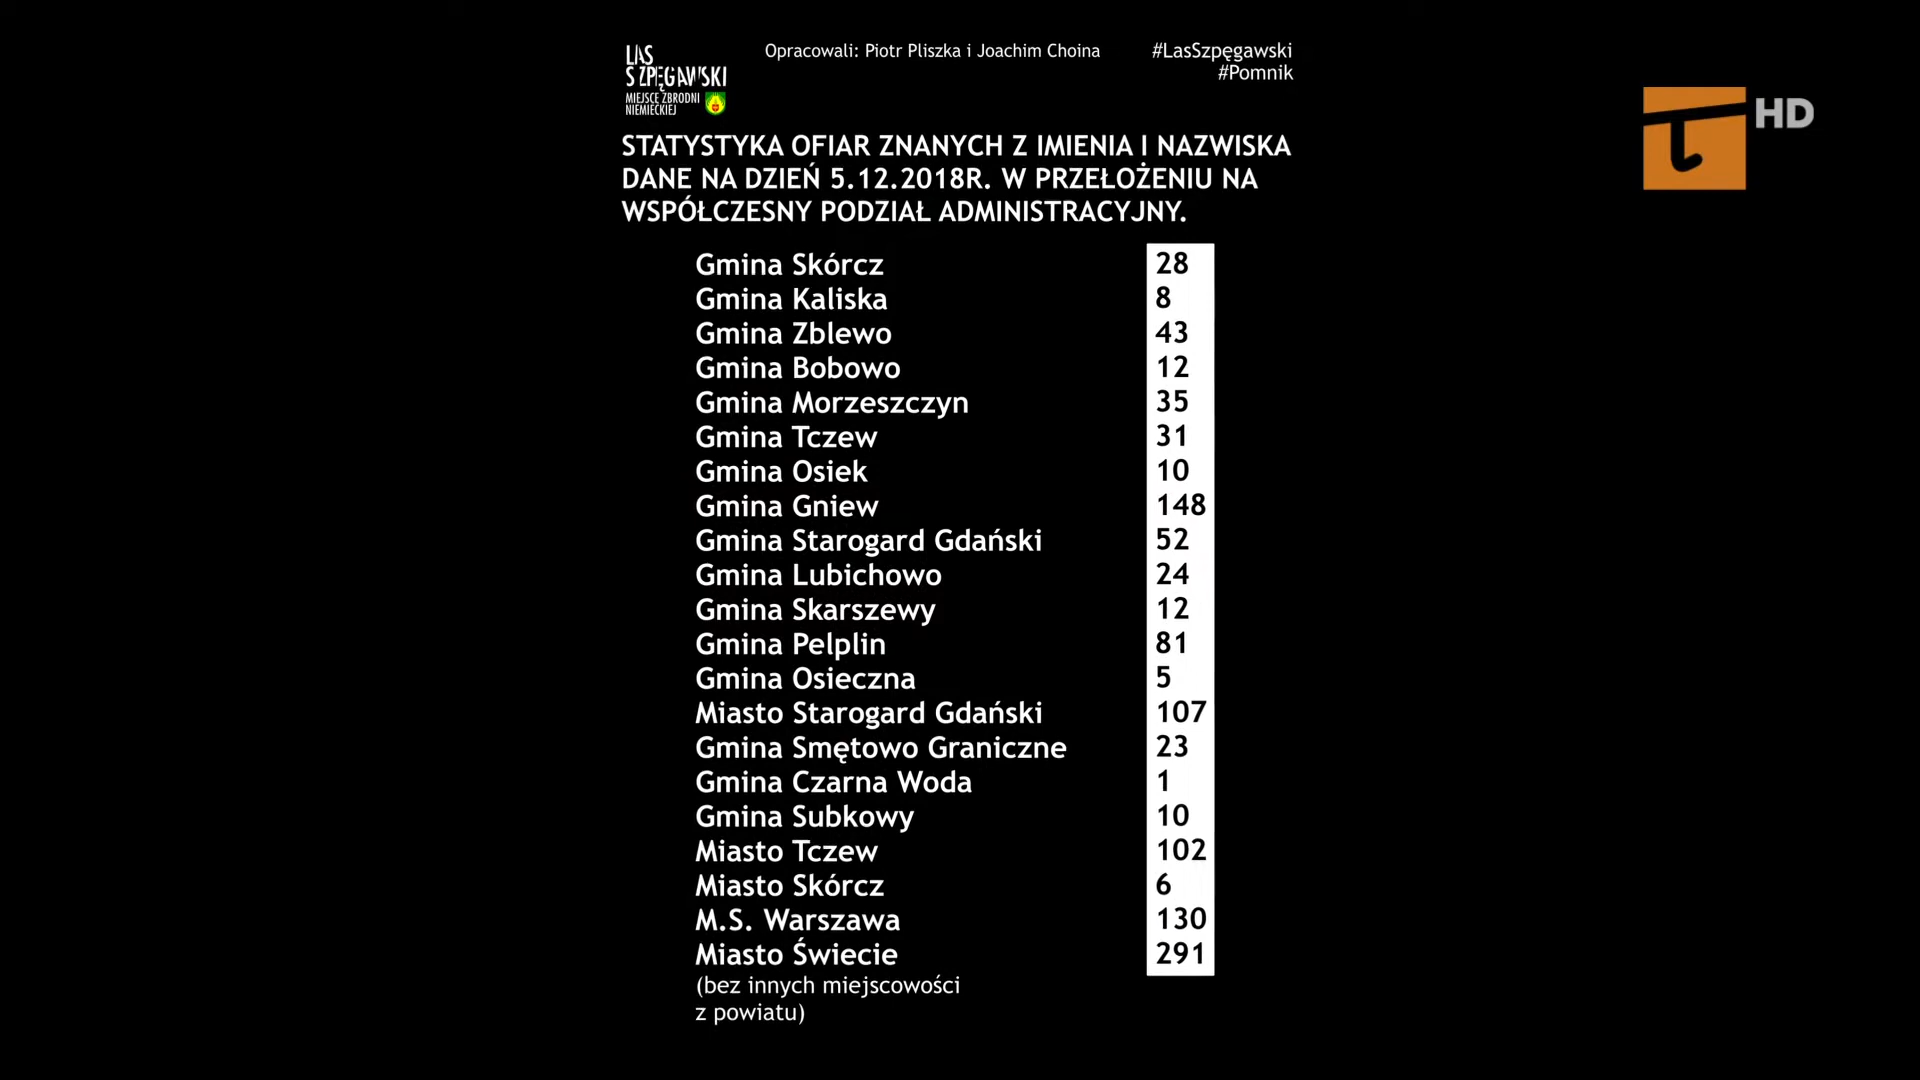 LAS
SZPĘGAWSKI
MIEJSCE ZBRODNI
NIEMIECKIEJ
Opracowali: Piotr Pliszka i Joachim Choina
#LasSzpęgawski
#Pomnik
HD
STATYSTYKA OFIAR ZNANYCH Z IMIENIA I NAZWISKA
DANE NA DZIEŃ 5.12.2018R. W PRZEŁOŻENIU NA
WSPÓŁCZESNY PODZIAŁ ADMINISTRACYJNY.
Gmina Skórcz 28
Gmina Kaliska 8
Gmina Zblewo 43
Gmina Bobowo 12
Gmina Morzeszczyn 35
Gmina Tczew 31
Gmina Osiek 10
Gmina Gniew 148
Gmina Starogard Gdański 52
Gmina Lubichowo 24
Gmina Skarszewy 12
Gmina Pelplin 81
Gmina Osieczna 5
Miasto Starogard Gdański 107
Gmina Smętowo Graniczne 23
Gmina Czarna Woda 1
Gmina Subkowy 10
Miasto Tczew 102
Miasto Skórcz 6
M.S. Warszawa 130
Miasto Świecie 291
(bez innych miejscowości
z powiatu)